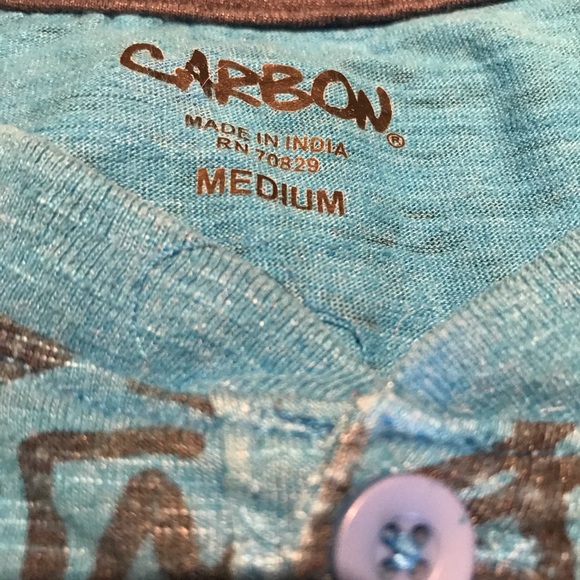 CARBON®
MADE IN INDIA
RN 70829
MEDIUM